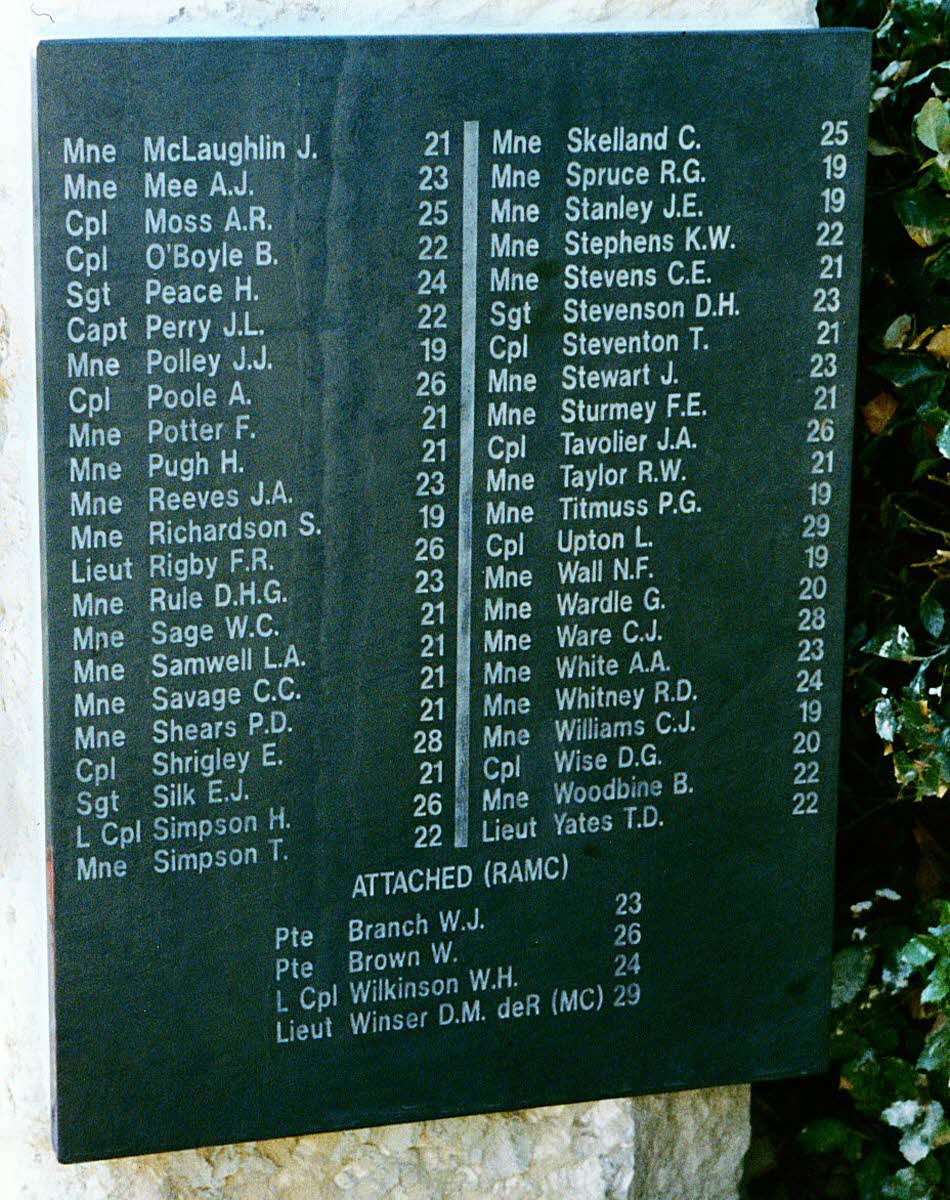 Mne McLaughlin J. 21
Mne Mee A.J. 23
Cpl Moss A.R. 25
Cpl O'Boyle B. 22
Sgt Peace H. 24
Capt Perry J.L. 22
Mne Polley J.J. 19
Cpl Poole A. 26
Mne Potter F. 21
Mne Pugh H. 21
Mne Reeves J.A. 23
Mne Richardson S. 19
Lieut Rigby F.R. 26
Mne Rule D.H.G. 23
Mne Sage W.C. 21
Mne Samwell L.A. 21
Mne Savage C.C. 21
Mne Shears P.D. 21
Cpl Shrigley E. 28
Sgt Silk E.J. 21
L Cpl Simpson H. 26
Mne Simpson T. 22
Mne Skelland C. 25
Mne Spruce R.G. 19
Mne Stanley J.E. 19
Mne Stephens K.W. 22
Mne Stevens C.E. 21
Sgt Stevenson D.H. 23
Cpl Steventon T. 21
Mne Stewart J. 23
Mne Sturmey F.E. 21
Cpl Tavolier J.A. 26
Mne Taylor R.W. 21
Mne Titmuss P.G. 19
Cpl Upton L. 29
Mne Wall N.F. 19
Mne Wardle G. 20
Mne Ware C.J. 28
Mne White A.A. 23
Mne Whitney R.D. 24
Mne Williams C.J. 19
Cpl Wise D.G. 20
Mne Woodbine B. 22
Lieut Yates T.D. 22
ATTACHED (RAMC)
Pte Branch W.J. 23
Pte Brown W. 26
L Cpl Wilkinson W.H. 24
Lieut Winser D.M. deR (MC) 29